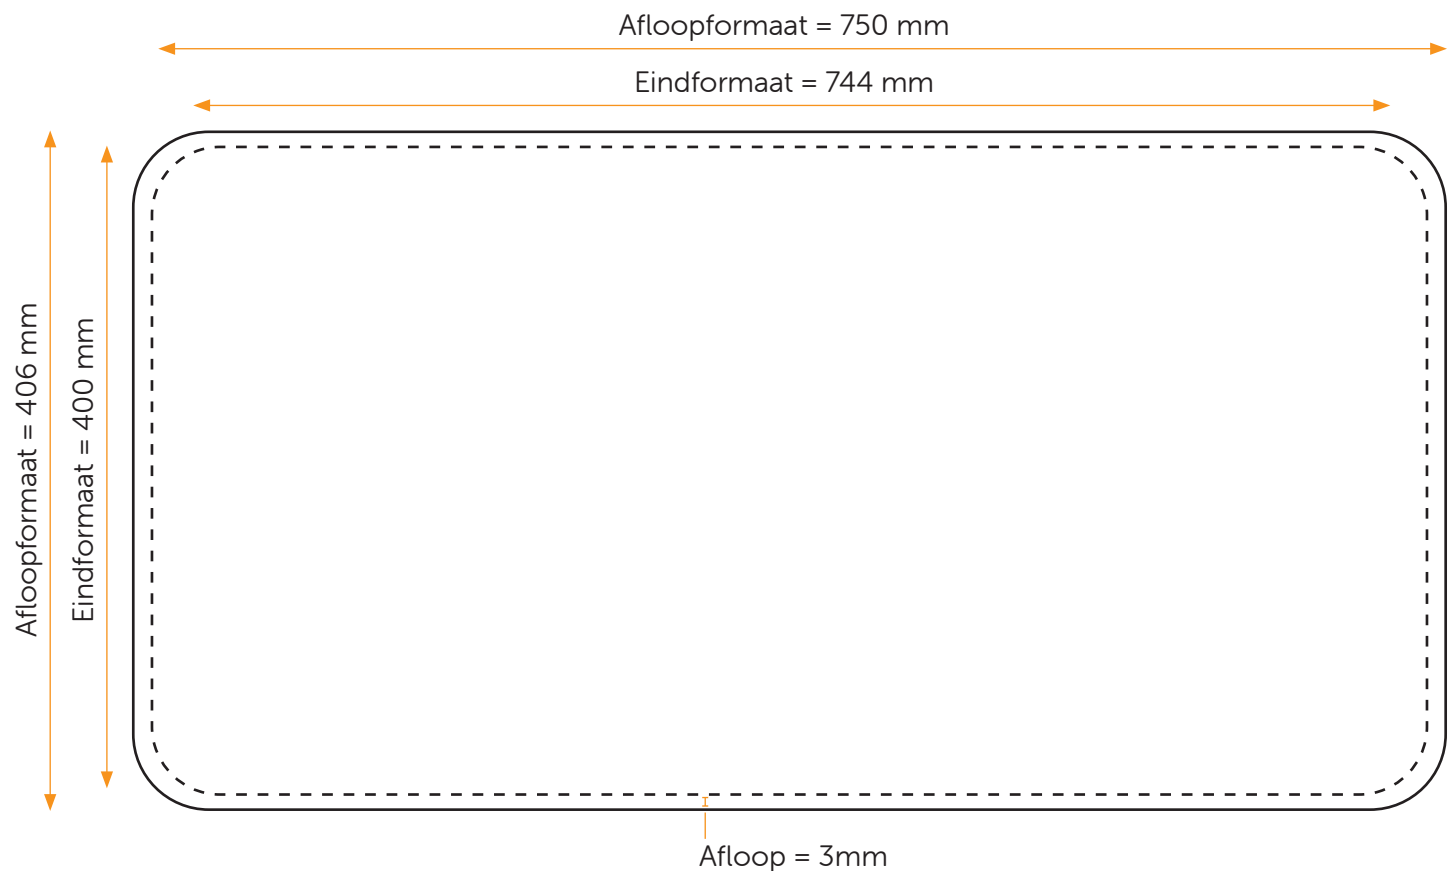 Afloopformaat = 750 mm
Eindformaat = 744 mm
Afloopformaat = 406 mm
Eindformaat = 400 mm
Afloop = 3mm